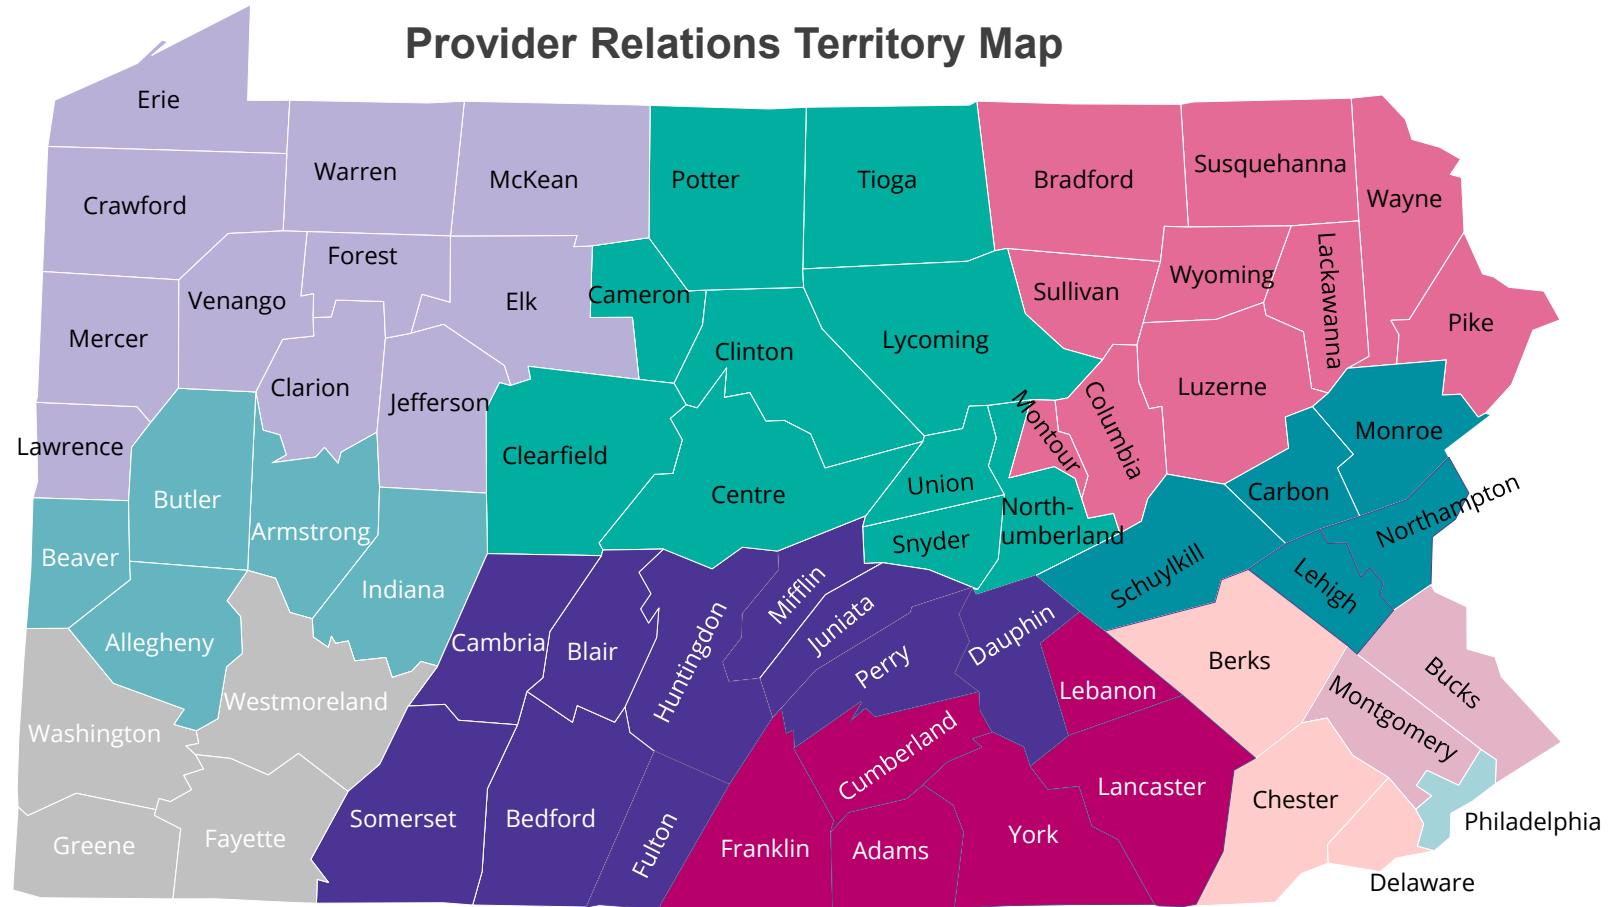 Provider Relations Territory Map
Erie
Warren
McKean
Potter
Tioga
Bradford
Susquehanna
Wayne
Crawford
Forest
Venango
Elk
Cameron
Sullivan
Wyoming
Lackawanna
Pike
Mercer
Clarion
Jefferson
Clinton
Lycoming
Luzerne
Lawrence
Clearfield
Centre
Union
Montour
Columbia
Monroe
Carbon
Butler
Armstrong
Beaver
Indiana
Snyder
North-
umberland
Schuylkill
Northampton
Lehigh
Allegheny
Cambria
Blair
Huntingdon
Mifflin
Juniata
Perry
Dauphin
Lebanon
Berks
Bucks
Montgomery
Westmoreland
Washington
Somerset
Bedford
Fulton
Franklin
Cumberland
Adams
York
Lancaster
Chester
Philadelphia
Delaware
Greene
Fayette